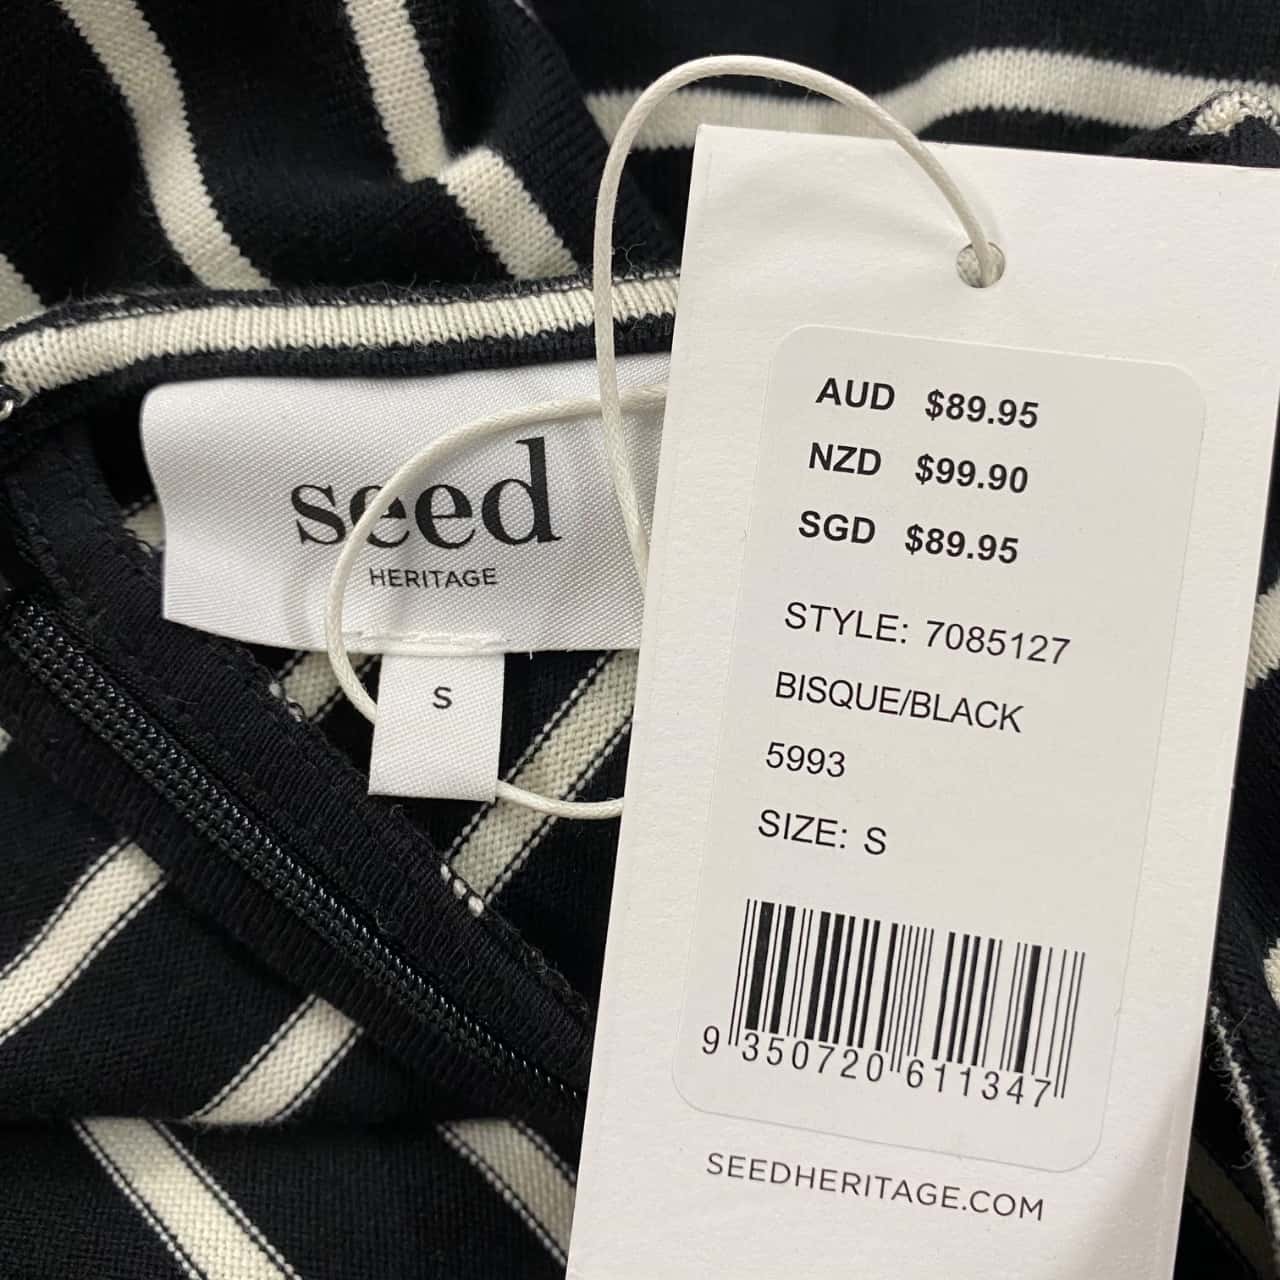 seed
HERITAGE
S
AUD $89.95
NZD $99.90
SGD $89.95
STYLE: 7085127
BISQUE/BLACK
5993
SIZE: S
9 350720 611347
SEEDHERITAGE.COM